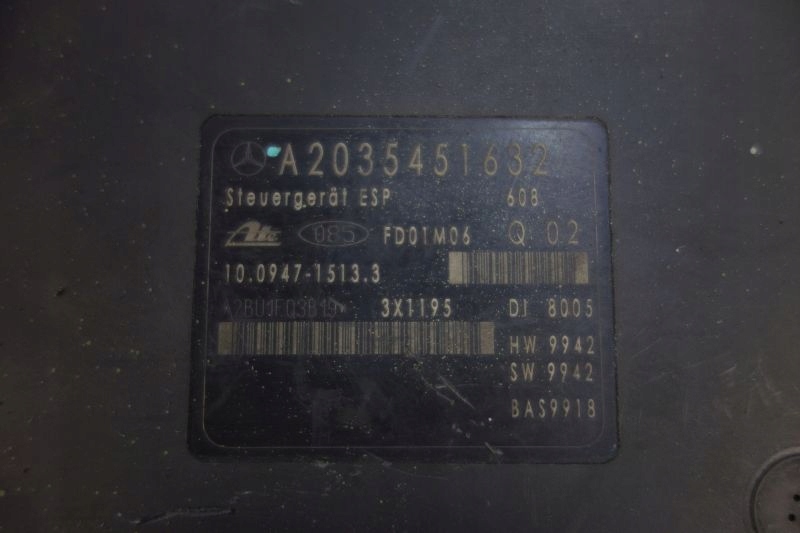 A2035451632
Steuergerät ESP 608
Ate 085 FD01M06 Q 02
10.0947-1513.3
3X1195 DI 8005
HW 9942
SW 9942
BAS9918